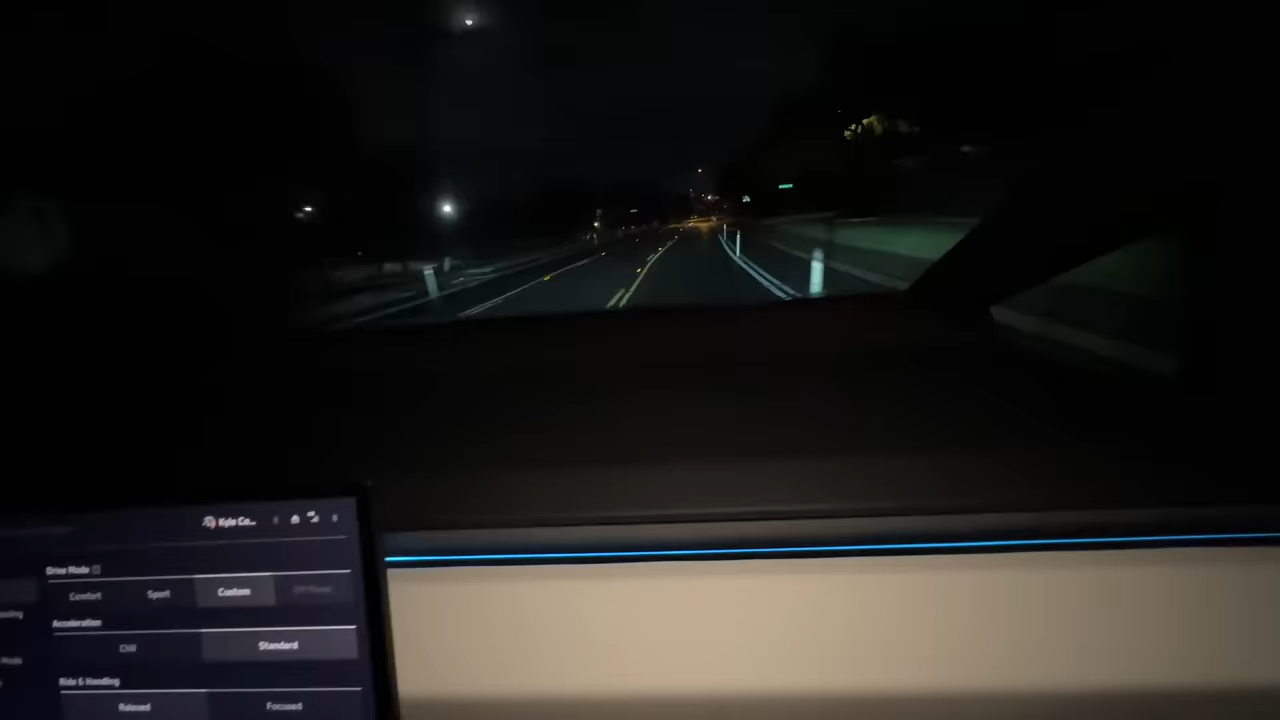 Kyle Co...
Drive Mode
Comfort Sport Custom
Acceleration
Chill Standard
Ride & Handling
Relaxed Focused